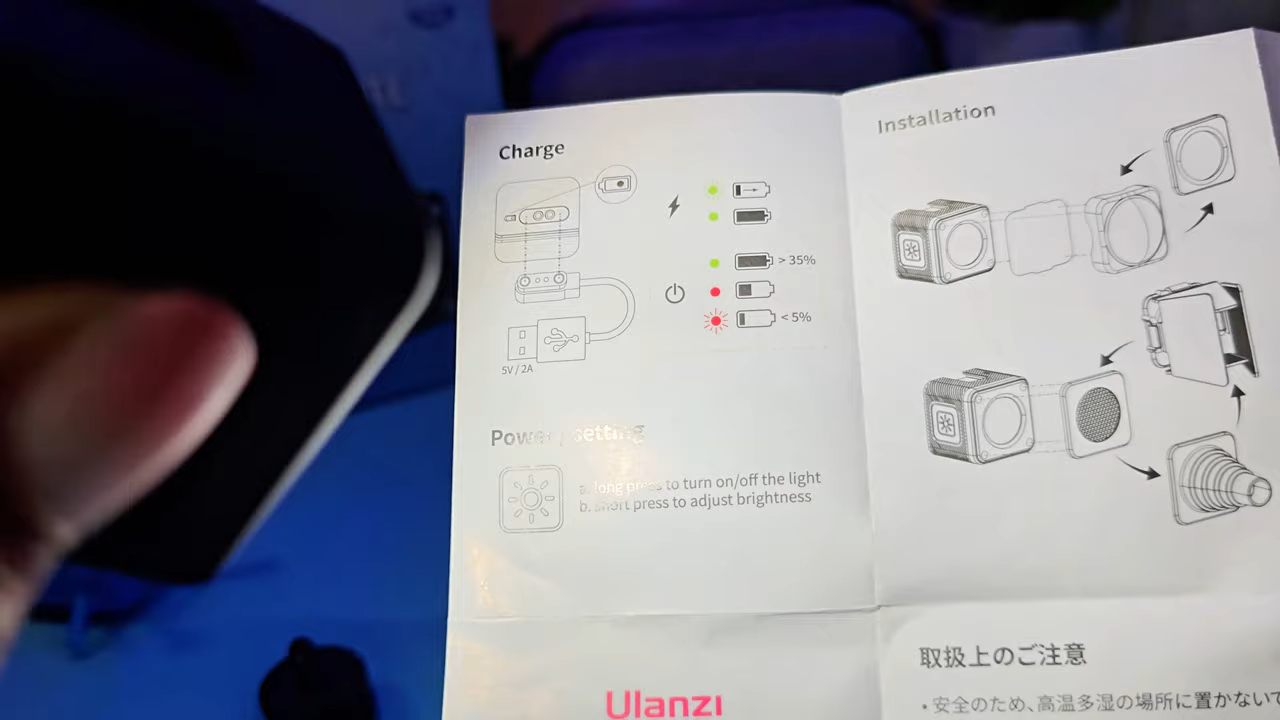 Charge
> 35%
< 5%
5V / 2A
Power setting
a. long press to turn on/off the light
b. short press to adjust brightness
Ulanzi
Installation
取扱上のご注意
・安全のため、高温多湿の場所に置かないで